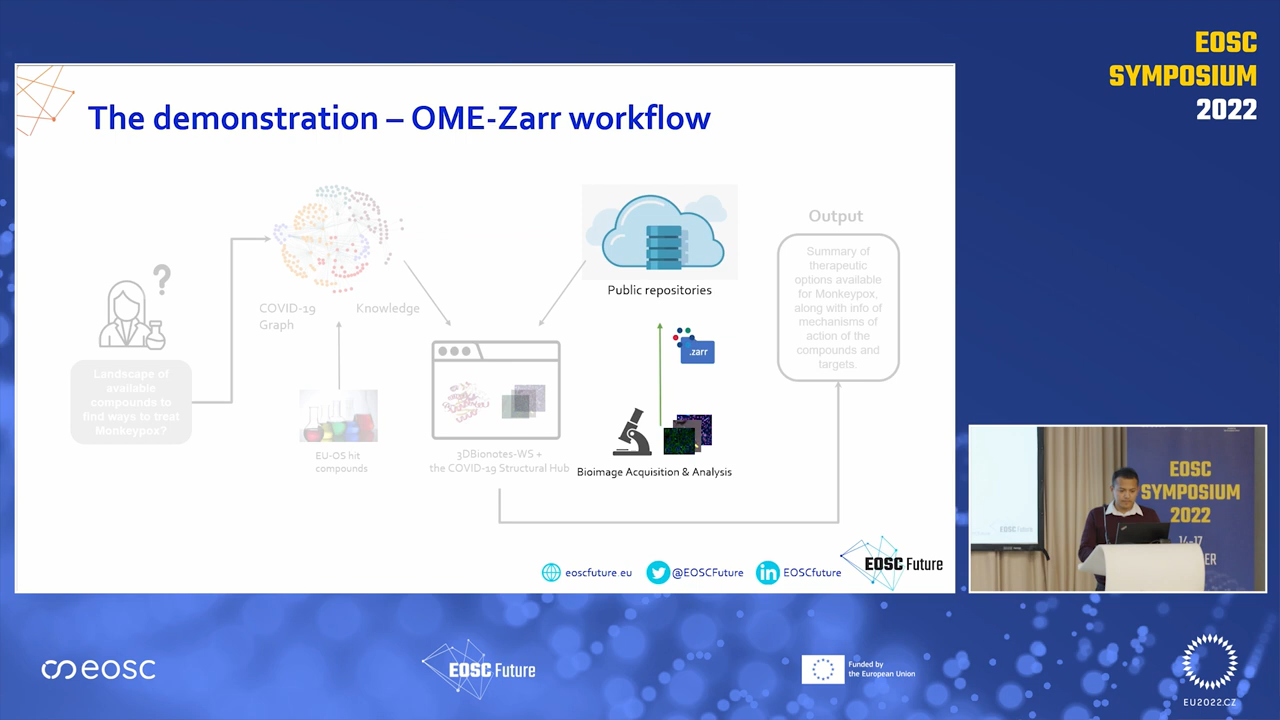 EOSC
SYMPOSIUM
2022
The demonstration – OME-Zarr workflow
?
COVID-19 Knowledge
Graph
Public repositories
Output
Summary of
therapeutic
options available
for Monkeypox,
along with info of
mechanisms of
action of the
compounds and
targets.
.zarr
Landscape of
available
compounds to
find ways to treat
Monkeypox?
EU-OS hit
compounds
3DBionotes-WS +
the COVID-19 Structural Hub
Bioimage Acquisition & Analysis
eoscfuture.eu
@EOSCFuture
EOSCfuture
EOSC Future
EOSC
SYMPOSIUM
2022
14-17
EOSC Future
eosc
EOSC Future
Funded by
the European Union
EU2022.CZ